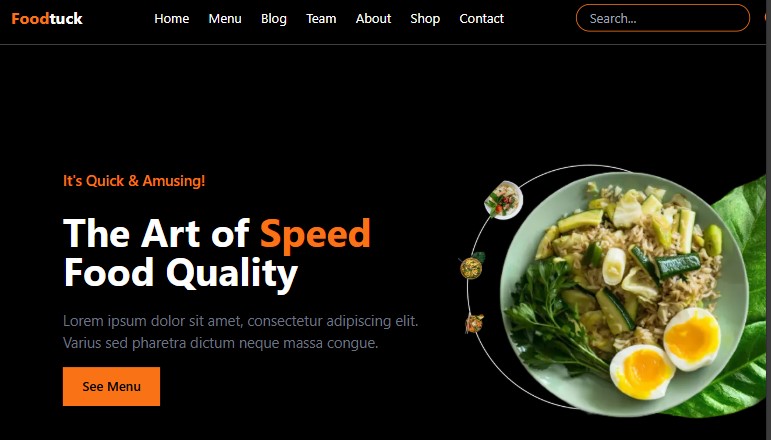 Foodtuck
Home Menu Blog Team About Shop Contact
Search...
It's Quick & Amusing!
The Art of Speed
Food Quality
Lorem ipsum dolor sit amet, consectetur adipiscing elit.
Varius sed pharetra dictum neque massa congue.
See Menu